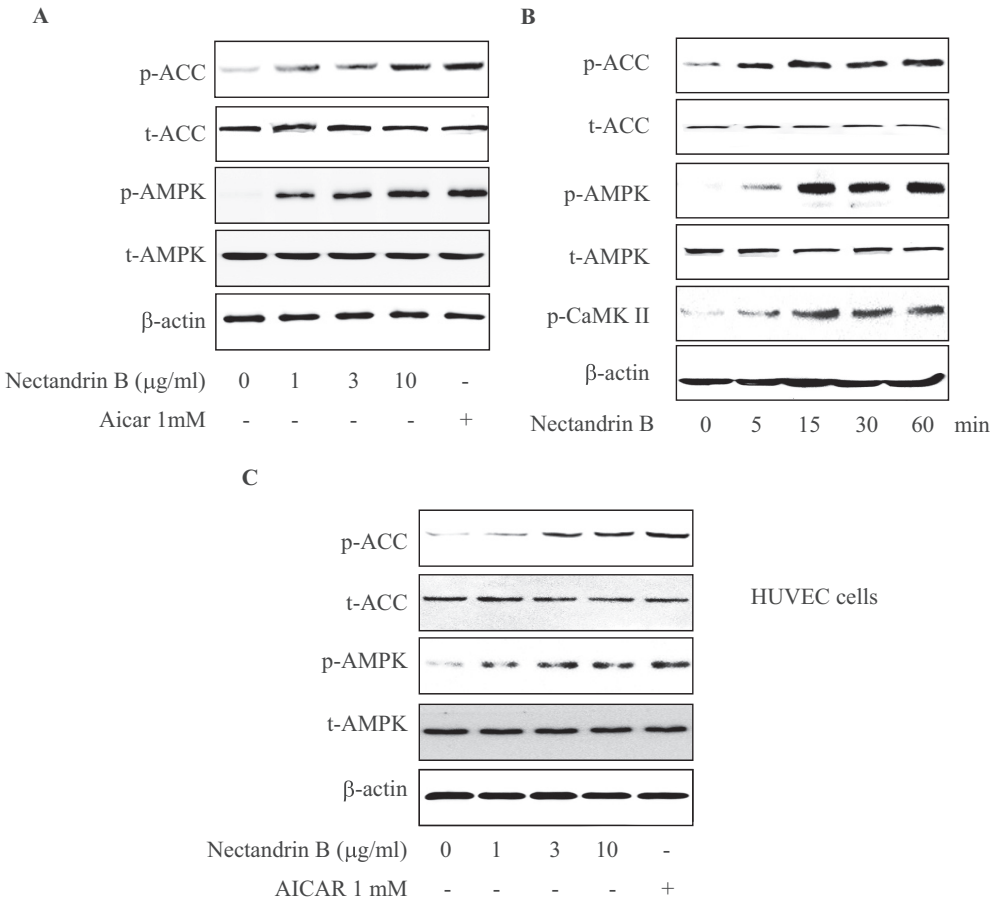 A
p-ACC
t-ACC
p-AMPK
t-AMPK
β-actin
Nectandrin B (μg/ml) 0 1 3 10 -
Aicar 1mM - - - - +
B
p-ACC
t-ACC
p-AMPK
t-AMPK
p-CaMK II
β-actin
Nectandrin B 0 5 15 30 60 min
C
p-ACC
t-ACC
HUVEC cells
p-AMPK
t-AMPK
β-actin
Nectandrin B (μg/ml) 0 1 3 10 -
AICAR 1 mM - - - - +